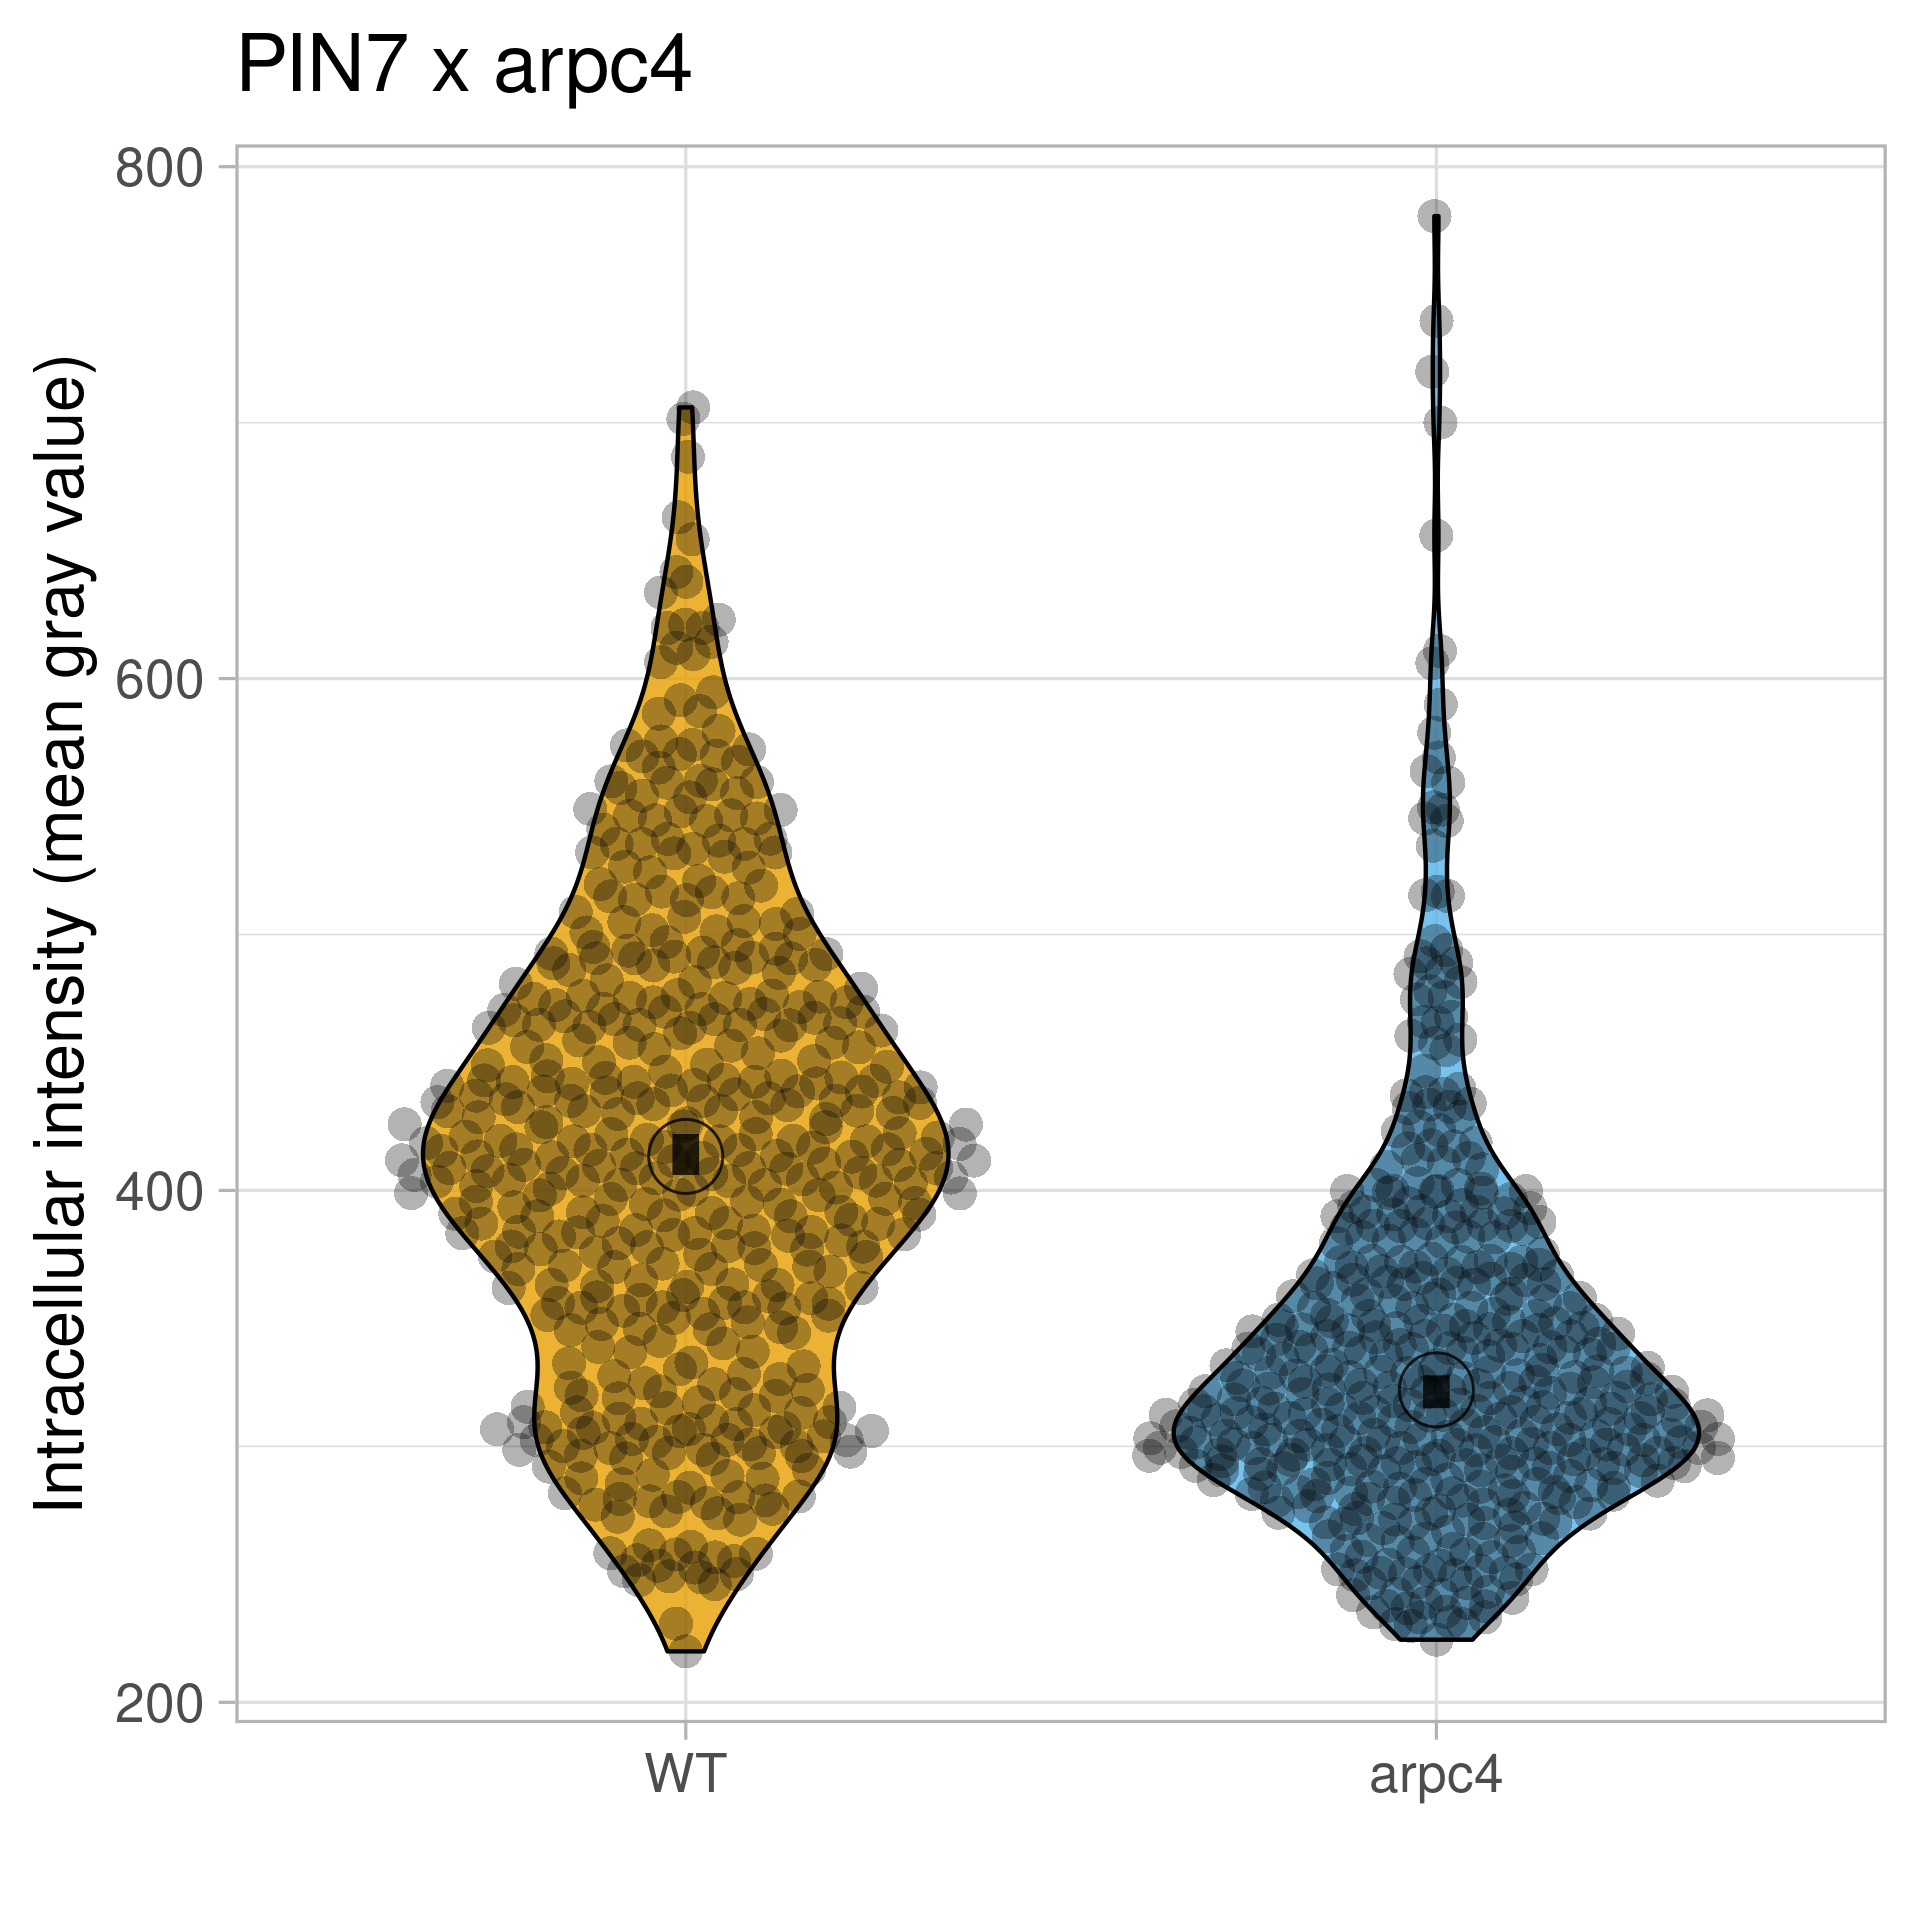 PIN7 x arpc4
Intracellular intensity (mean gray value)
800
600
400
200
WT
arpc4